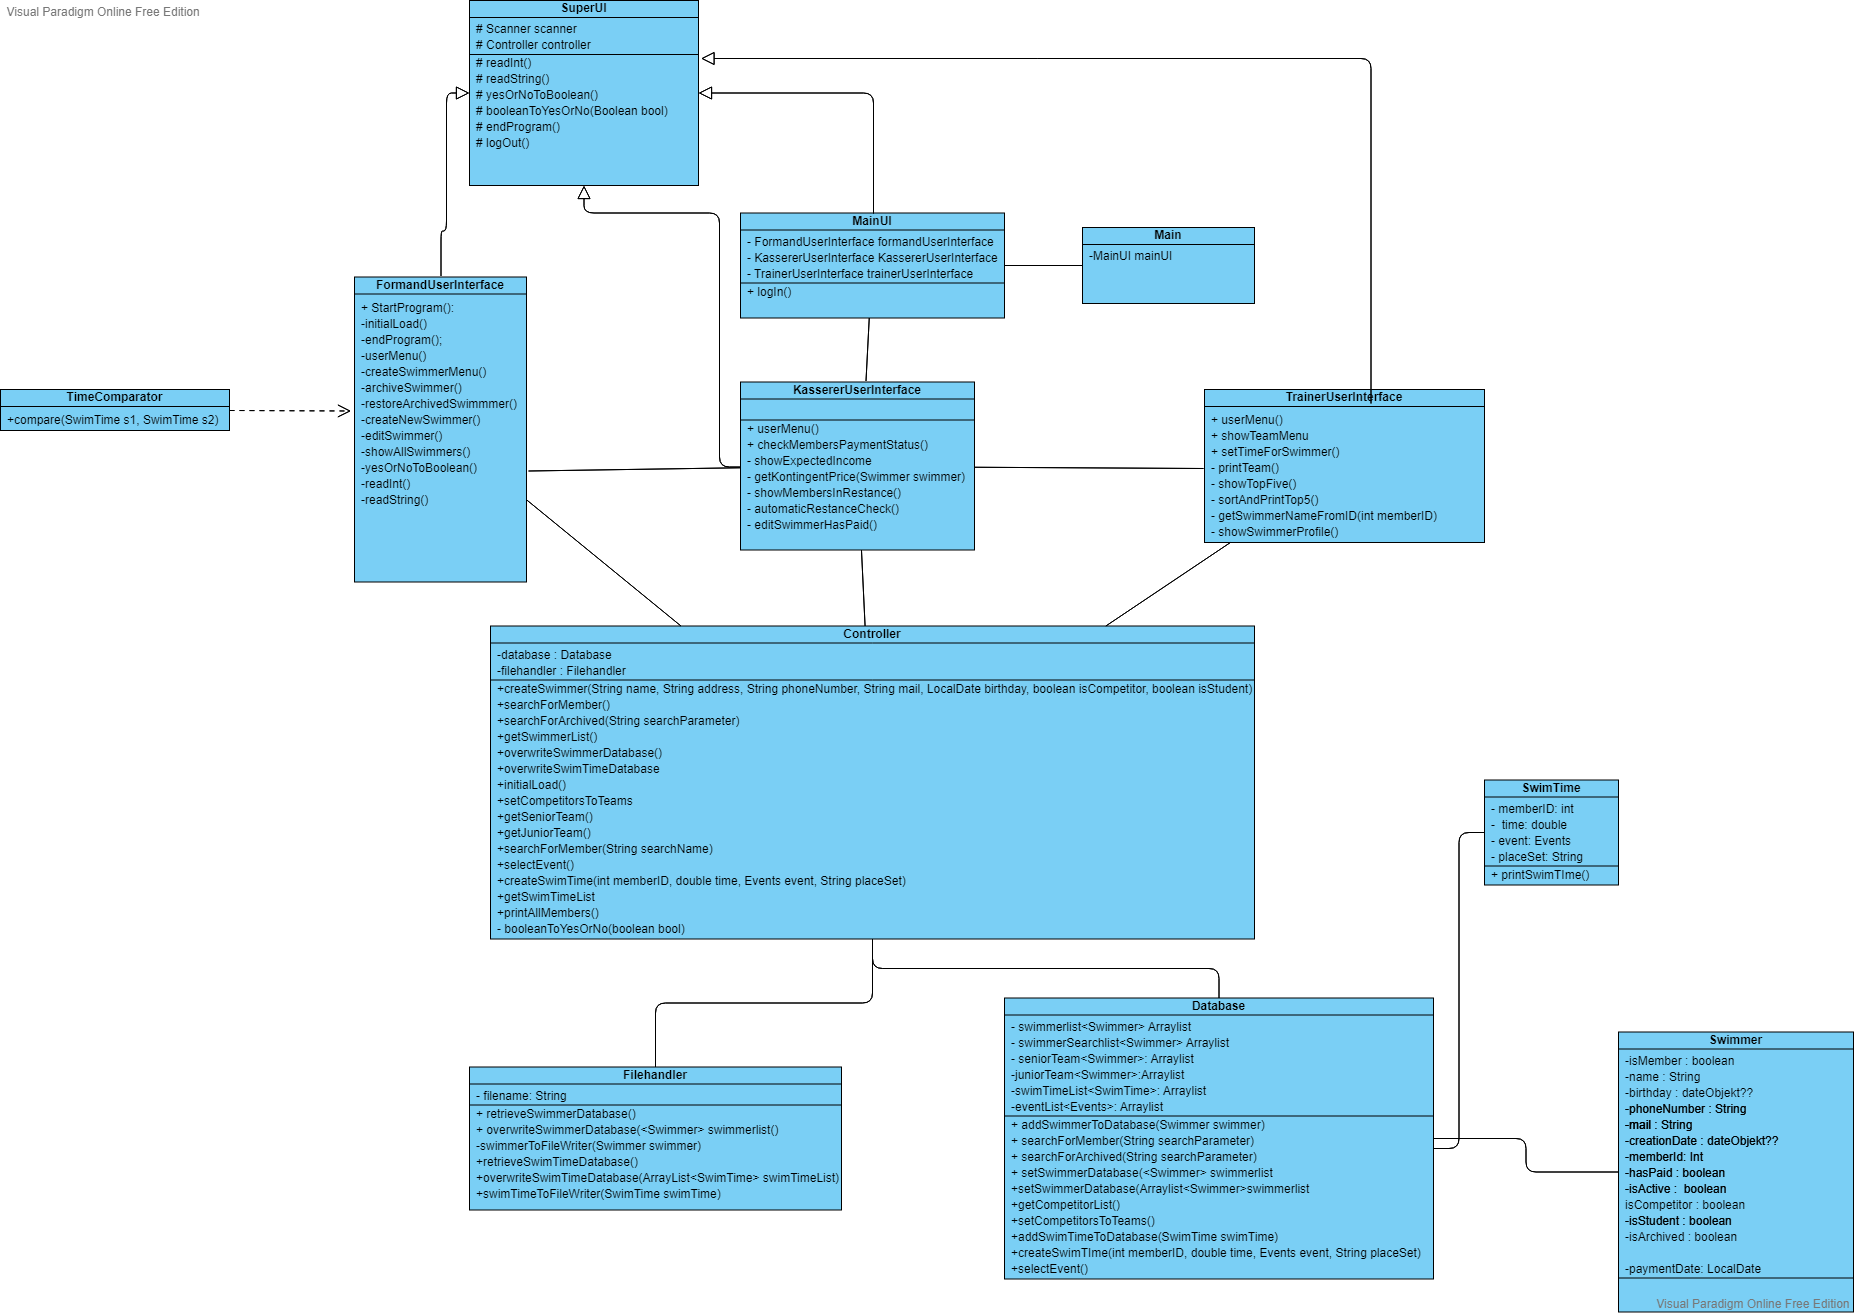 Visual Paradigm Online Free Edition
SuperUI
# Scanner scanner
# Controller controller
# readInt()
# readString()
# yesOrNoToBoolean()
# booleanToYesOrNo(Boolean bool)
# endProgram()
# logOut()
MainUI
- FormandUserInterface formandUserInterface
- KassererUserInterface KassererUserInterface
- TrainerUserInterface trainerUserInterface
+ logIn()
Main
-MainUI mainUI
FormandUserInterface
+ StartProgram():
-initialLoad()
-endProgram();
-userMenu()
-createSwimmerMenu()
-archiveSwimmer()
-restoreArchivedSwimmmer()
-createNewSwimmer()
-editSwimmer()
-showAllSwimmers()
-yesOrNoToBoolean()
-readInt()
-readString()
TimeComparator
+compare(SwimTime s1, SwimTime s2)
KassererUserInterface
+ userMenu()
+ checkMembersPaymentStatus()
- showExpectedIncome
- getKontingentPrice(Swimmer swimmer)
- showMembersInRestance()
- automaticRestanceCheck()
- editSwimmerHasPaid()
TrainerUserInterface
+ userMenu()
+ showTeamMenu
+ setTimeForSwimmer()
- printTeam()
- showTopFive()
- sortAndPrintTop5()
- getSwimmerNameFromID(int memberID)
- showSwimmerProfile()
Controller
-database : Database
-filehandler : Filehandler
+createSwimmer(String name, String address, String phoneNumber, String mail, LocalDate birthday, boolean isCompetitor, boolean isStudent)
+searchForMember()
+searchForArchived(String searchParameter)
+getSwimmerList()
+overwriteSwimmerDatabase()
+overwriteSwimTimeDatabase
+initialLoad()
+setCompetitorsToTeams
+getSeniorTeam()
+getJuniorTeam()
+searchForMember(String searchName)
+selectEvent()
+createSwimTime(int memberID, double time, Events event, String placeSet)
+getSwimTimeList
+printAllMembers()
- booleanToYesOrNo(boolean bool)
SwimTime
- memberID: int
- time: double
- event: Events
- placeSet: String
+ printSwimTIme()
Filehandler
- filename: String
+ retrieveSwimmerDatabase()
+ overwriteSwimmerDatabase(<Swimmer> swimmerlist()
-swimmerToFileWriter(Swimmer swimmer)
+retrieveSwimTimeDatabase()
+overwriteSwimTimeDatabase(ArrayList<SwimTime> swimTimeList)
+swimTimeToFileWriter(SwimTime swimTime)
Database
- swimmerlist<Swimmer> Arraylist
- swimmerSearchlist<Swimmer> Arraylist
- seniorTeam<Swimmer>: Arraylist
-juniorTeam<Swimmer>:Arraylist
-swimTimeList<SwimTime>: Arraylist
-eventList<Events>: Arraylist
+ addSwimmerToDatabase(Swimmer swimmer)
+ searchForMember(String searchParameter)
+ searchForArchived(String searchParameter)
+ setSwimmerDatabase(<Swimmer> swimmerlist
+setSwimmerDatabase(Arraylist<Swimmer>swimmerlist
+getCompetitorList()
+setCompetitorsToTeams()
+addSwimTimeToDatabase(SwimTime swimTime)
+createSwimTIme(int memberID, double time, Events event, String placeSet)
+selectEvent()
Swimmer
-isMember : boolean
-name : String
-birthday : dateObjekt??
-phoneNumber : String
-mail : String
-creationDate : dateObjekt??
-memberId: Int
-hasPaid : boolean
-isActive : boolean
isCompetitor : boolean
-isStudent : boolean
-isArchived : boolean
-paymentDate: LocalDate
Visual Paradigm Online Free Edition